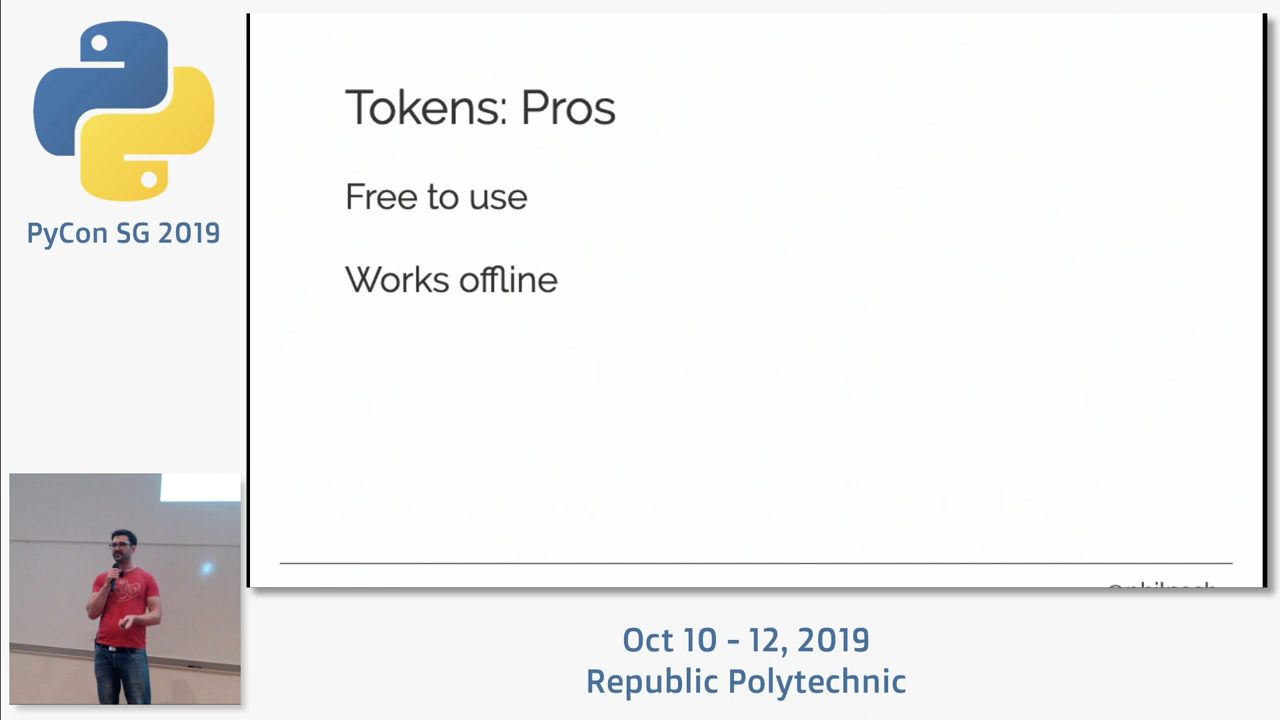 PyCon SG 2019
Tokens: Pros
Free to use
Works offline
Oct 10 - 12, 2019
Republic Polytechnic